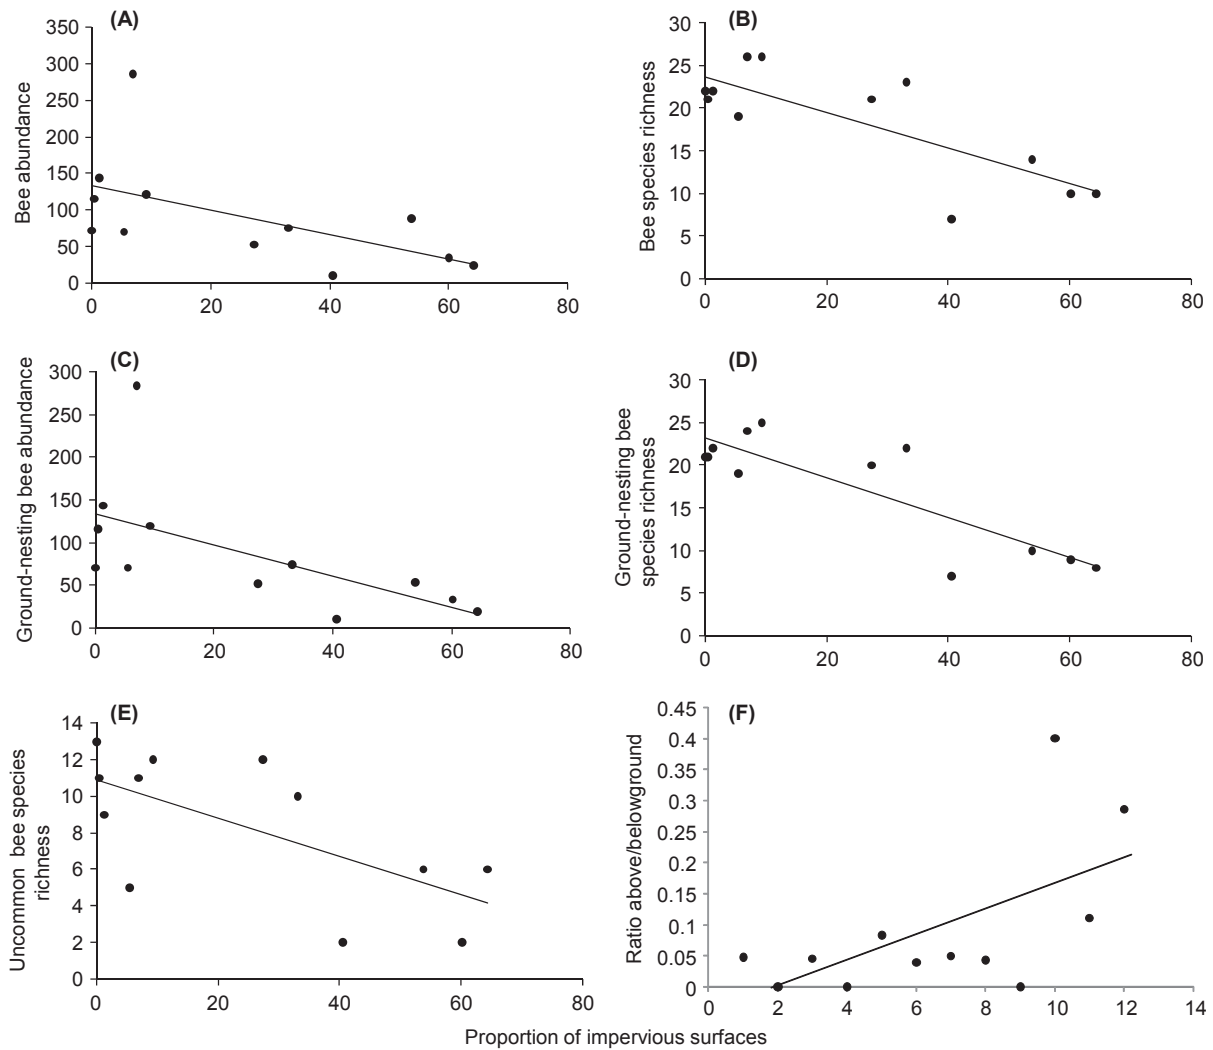 (A)
350
300
250
200
150
100
50
0
Bee abundance
0 20 40 60 80
(B)
30
25
20
15
10
5
0
Bee species richness
0 20 40 60 80
(C)
300
250
200
150
100
50
0
Ground-nesting bee abundance
0 20 40 60 80
(D)
30
25
20
15
10
5
0
Ground-nesting bee
species richness
0 20 40 60 80
(E)
14
12
10
8
6
4
2
0
Uncommon bee species
richness
0 20 40 60 80
(F)
0.45
0.4
0.35
0.3
0.25
0.2
0.15
0.1
0.05
0
Ratio above/belowground
0 2 4 6 8 10 12 14
Proportion of impervious surfaces